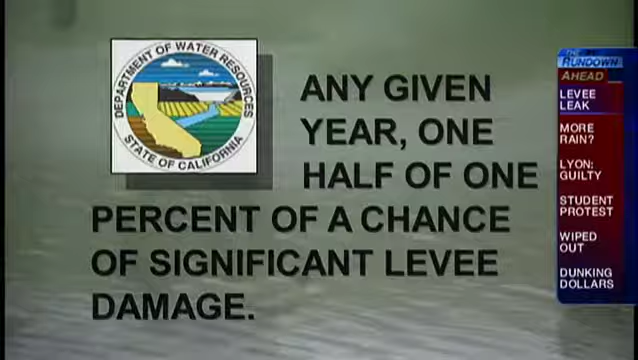 DEPARTMENT OF WATER RESOURCES
STATE OF CALIFORNIA
ANY GIVEN
YEAR, ONE
HALF OF ONE
PERCENT OF A CHANCE
OF SIGNIFICANT LEVEE
DAMAGE.
RUNDOWN
AHEAD
LEVEE
LEAK
MORE
RAIN?
LYON:
GUILTY
STUDENT
PROTEST
WIPED
OUT
DUNKING
DOLLARS